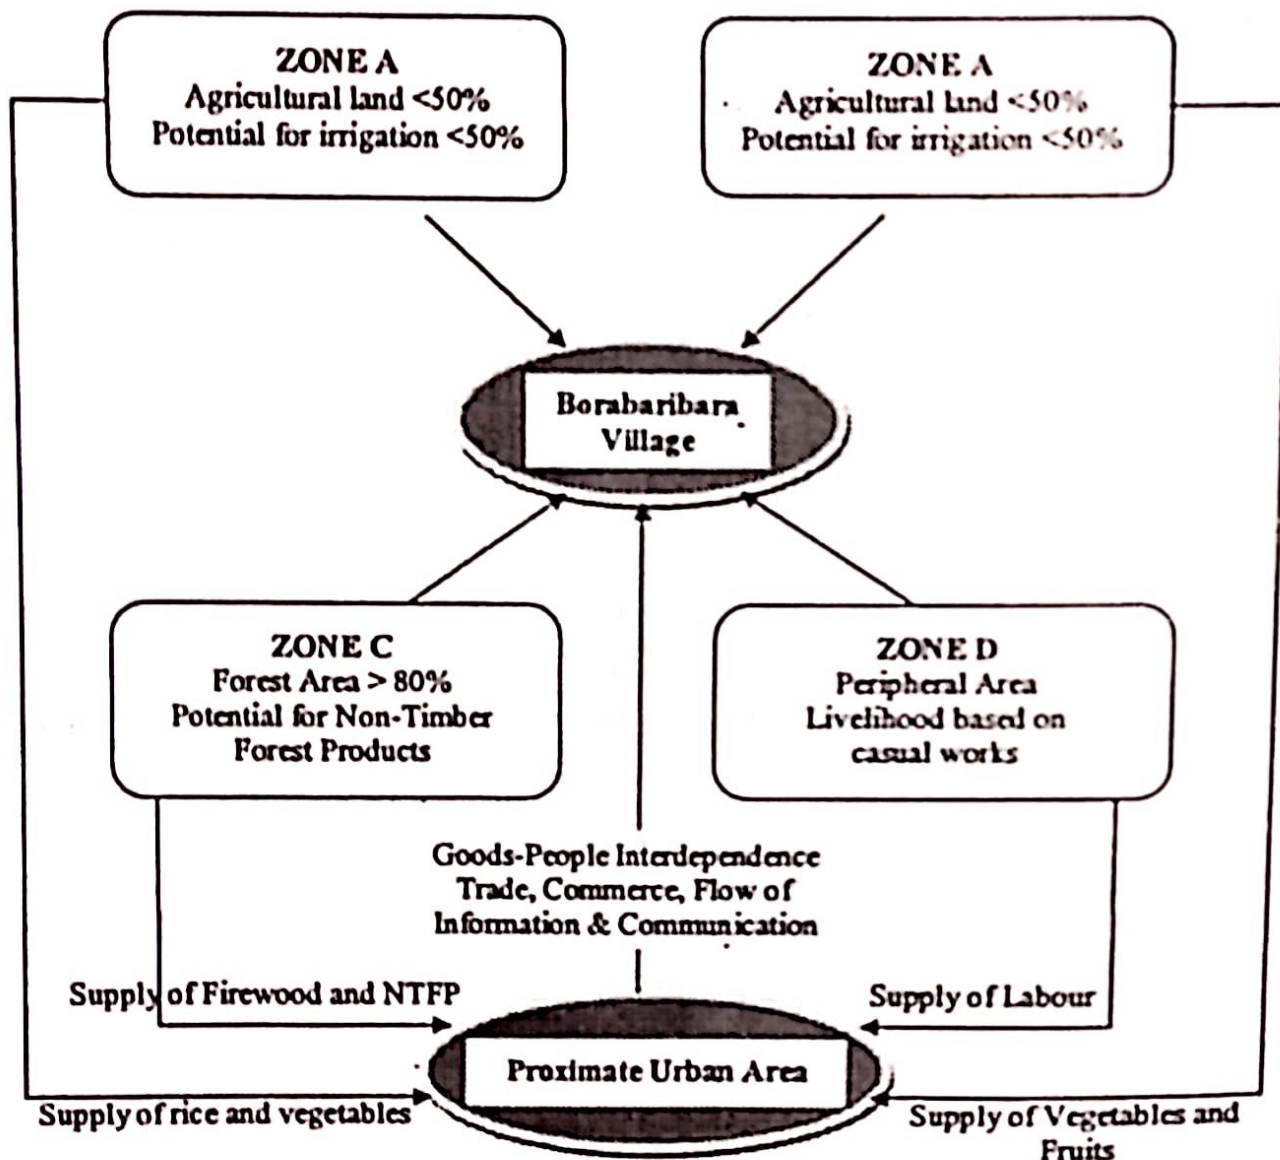 ZONE A
Agricultural land <50%
Potential for irrigation <50%
ZONE A
Agricultural land <50%
Potential for irrigation <50%
Borabaribara
Village
ZONE C
Forest Area > 80%
Potential for Non-Timber
Forest Products
ZONE D
Peripheral Area
Livelihood based on
casual works
Goods-People Interdependence
Trade, Commerce, Flow of
Information & Communication
Supply of Firewood and NTFP
Supply of Labour
Proximate Urban Area
Supply of rice and vegetables
Supply of Vegetables and
Fruits